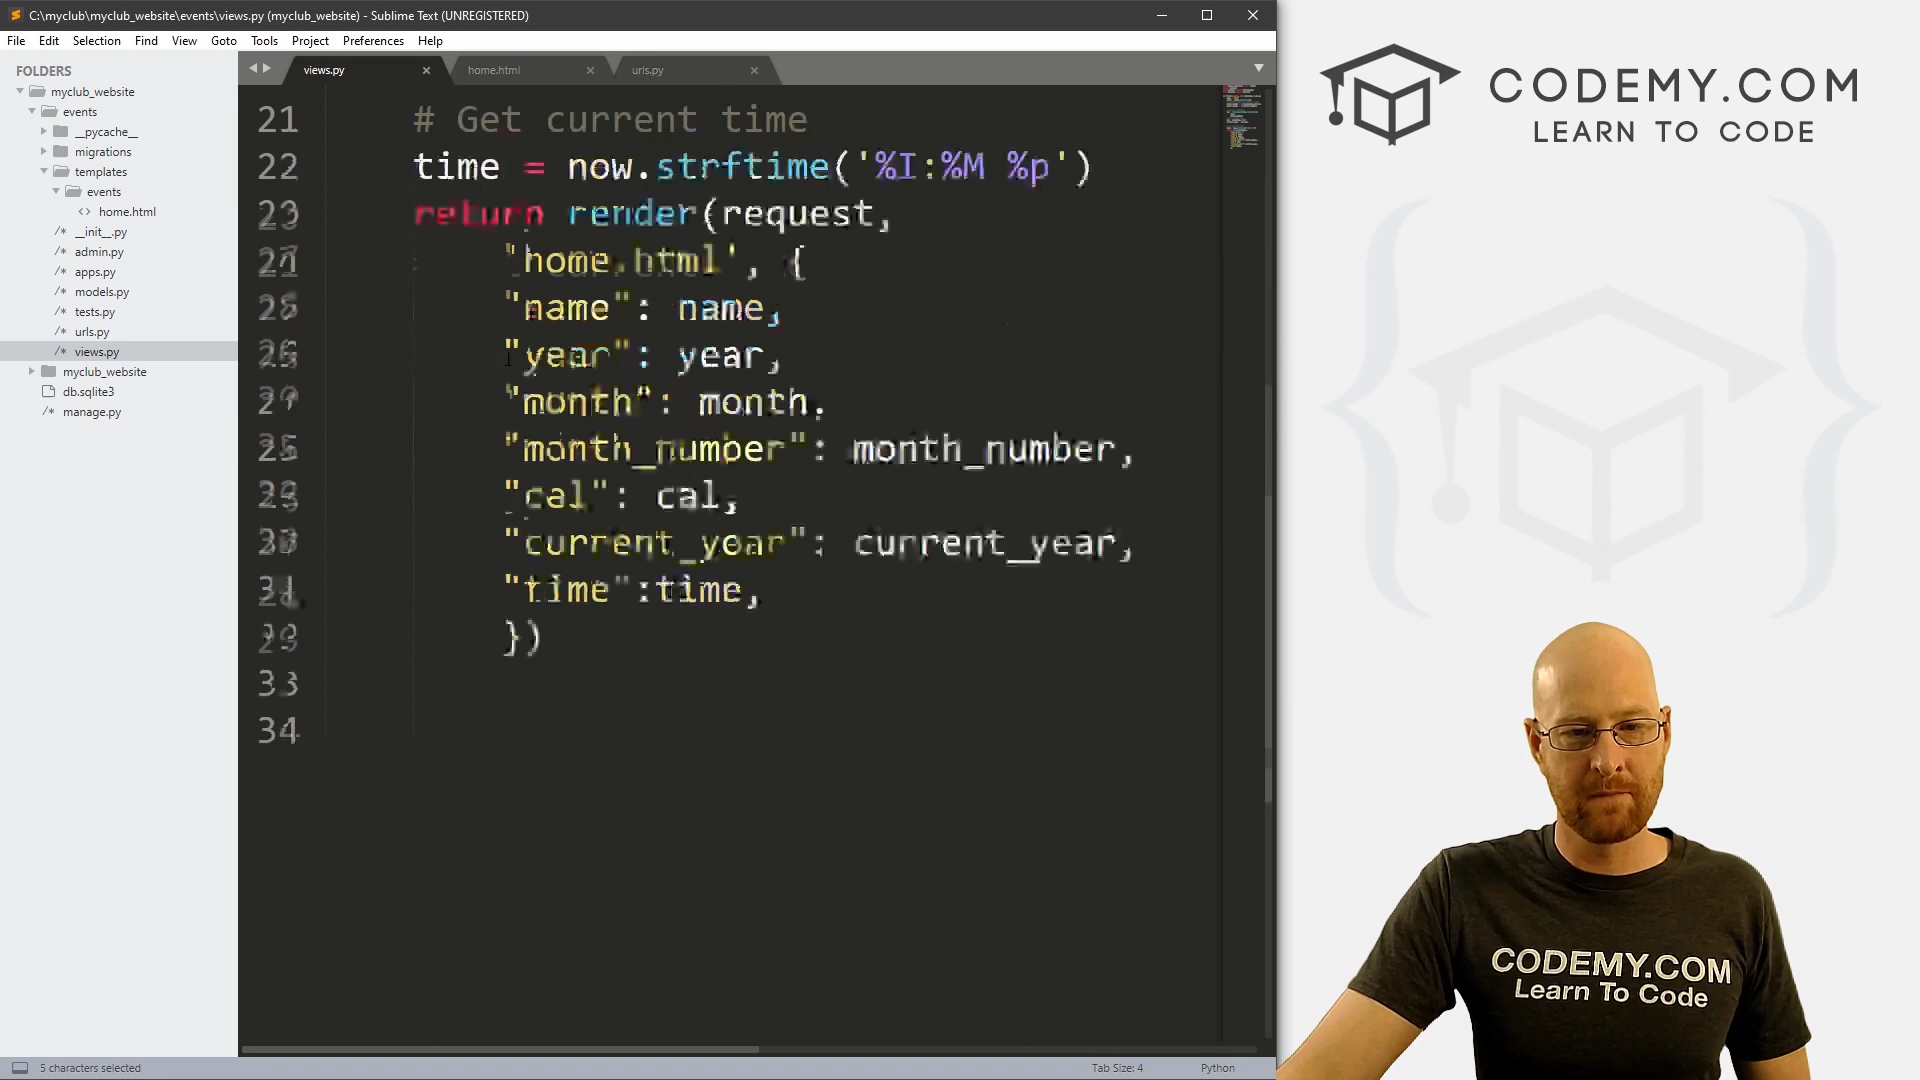 C:\myclub\myclub_website\events\views.py (myclub_website) - Sublime Text (UNREGISTERED)
File Edit Selection Find View Goto Tools Project Preferences Help
FOLDERS
myclub_website
events
__pycache__
migrations
templates
events
home.html
__init__.py
admin.py
apps.py
models.py
tests.py
urls.py
views.py
myclub_website
db.sqlite3
manage.py
views.py home.html urls.py
21 # Get current time
22 time = now.strftime('%I:%M %p')
23 return render(request,
'home.html', {
"name": name,
"year": year,
"month": month,
"month_number": month_number,
"cal": cal,
"current_year": current_year,
"time":time,
})
33
34
5 characters selected
Tab Size: 4
Python
CODEMY.COM
LEARN TO CODE
CODEMY.COM
Learn To Code